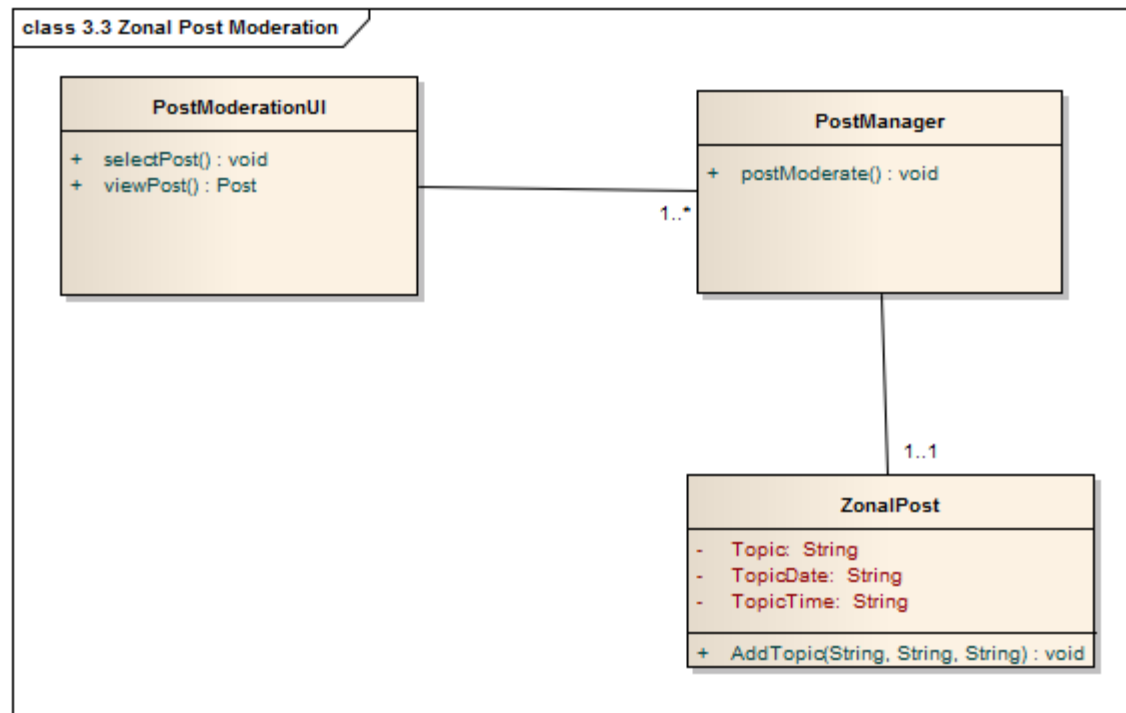 class 3.3 Zonal Post Moderation
PostModerationUI
+ selectPost() : void
+ viewPost() : Post
PostManager
+ postModerate() : void
1..*
1..1
ZonalPost
- Topic: String
- TopicDate: String
- TopicTime: String
+ AddTopic(String, String, String) : void